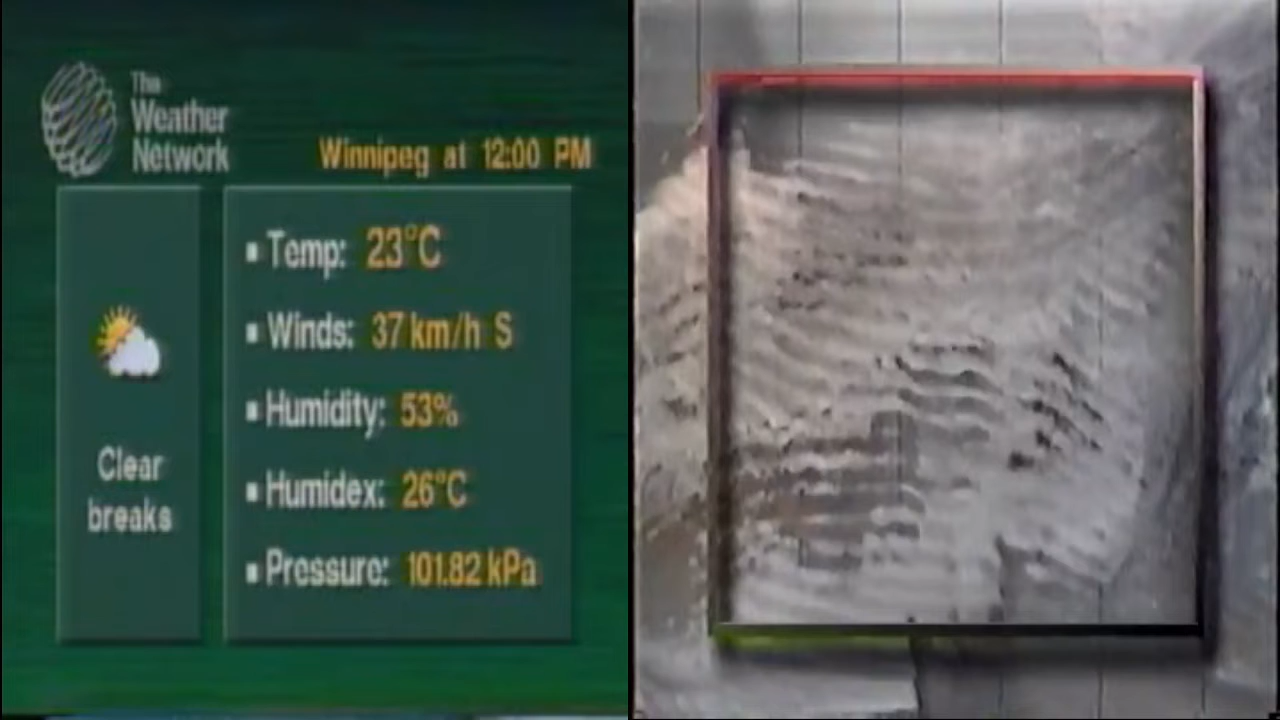 The
Weather
Network
Winnipeg at 12:00 PM
Clear
breaks
▪ Temp: 23°C
▪ Winds: 37 km/h S
▪ Humidity: 53%
▪ Humidex: 26°C
▪ Pressure: 101.82 kPa